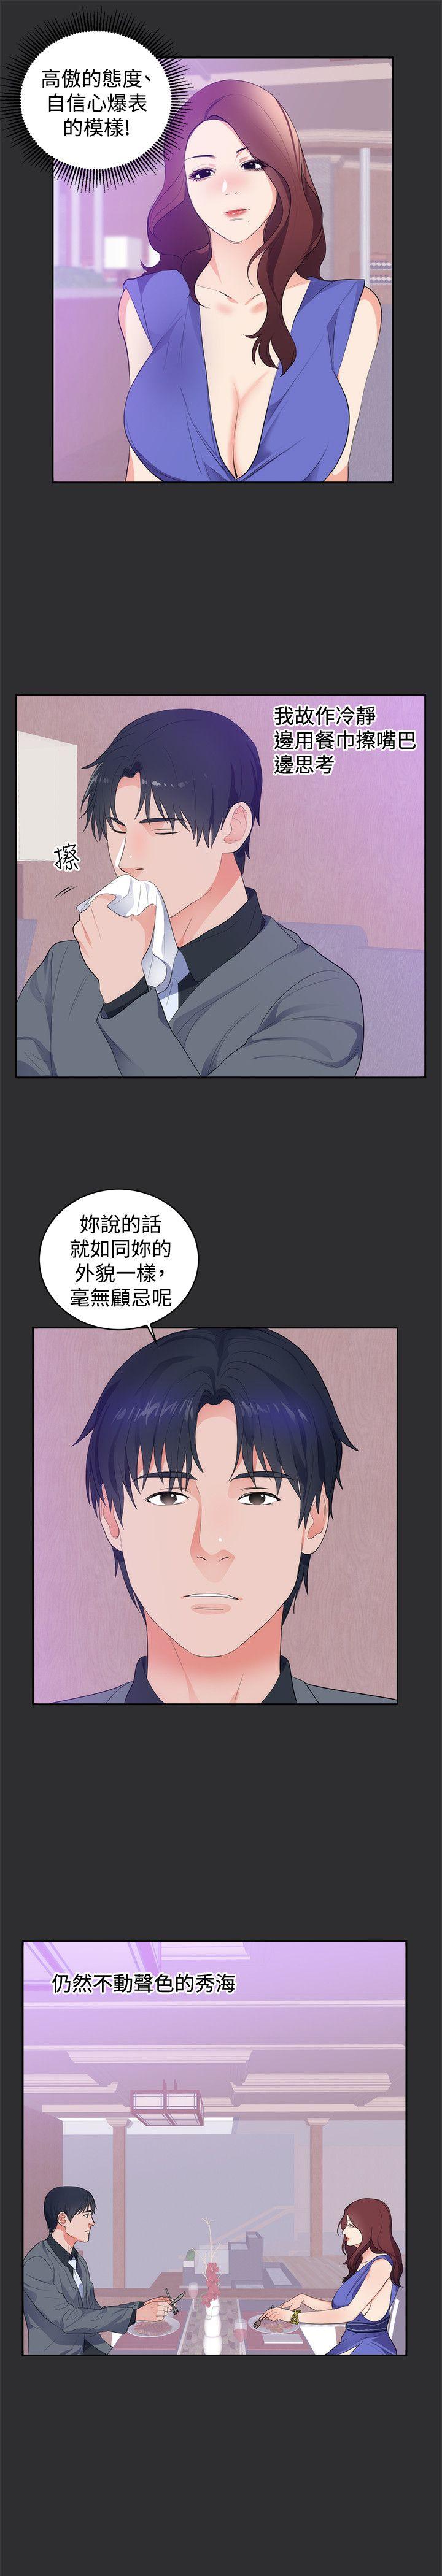 高傲的態度、
自信心爆表
的模樣!
我故作冷靜
邊用餐巾擦嘴巴
邊思考
擦
妳說的話
就如同妳的
外貌一樣,
毫無顧忌呢
仍然不動聲色的秀海